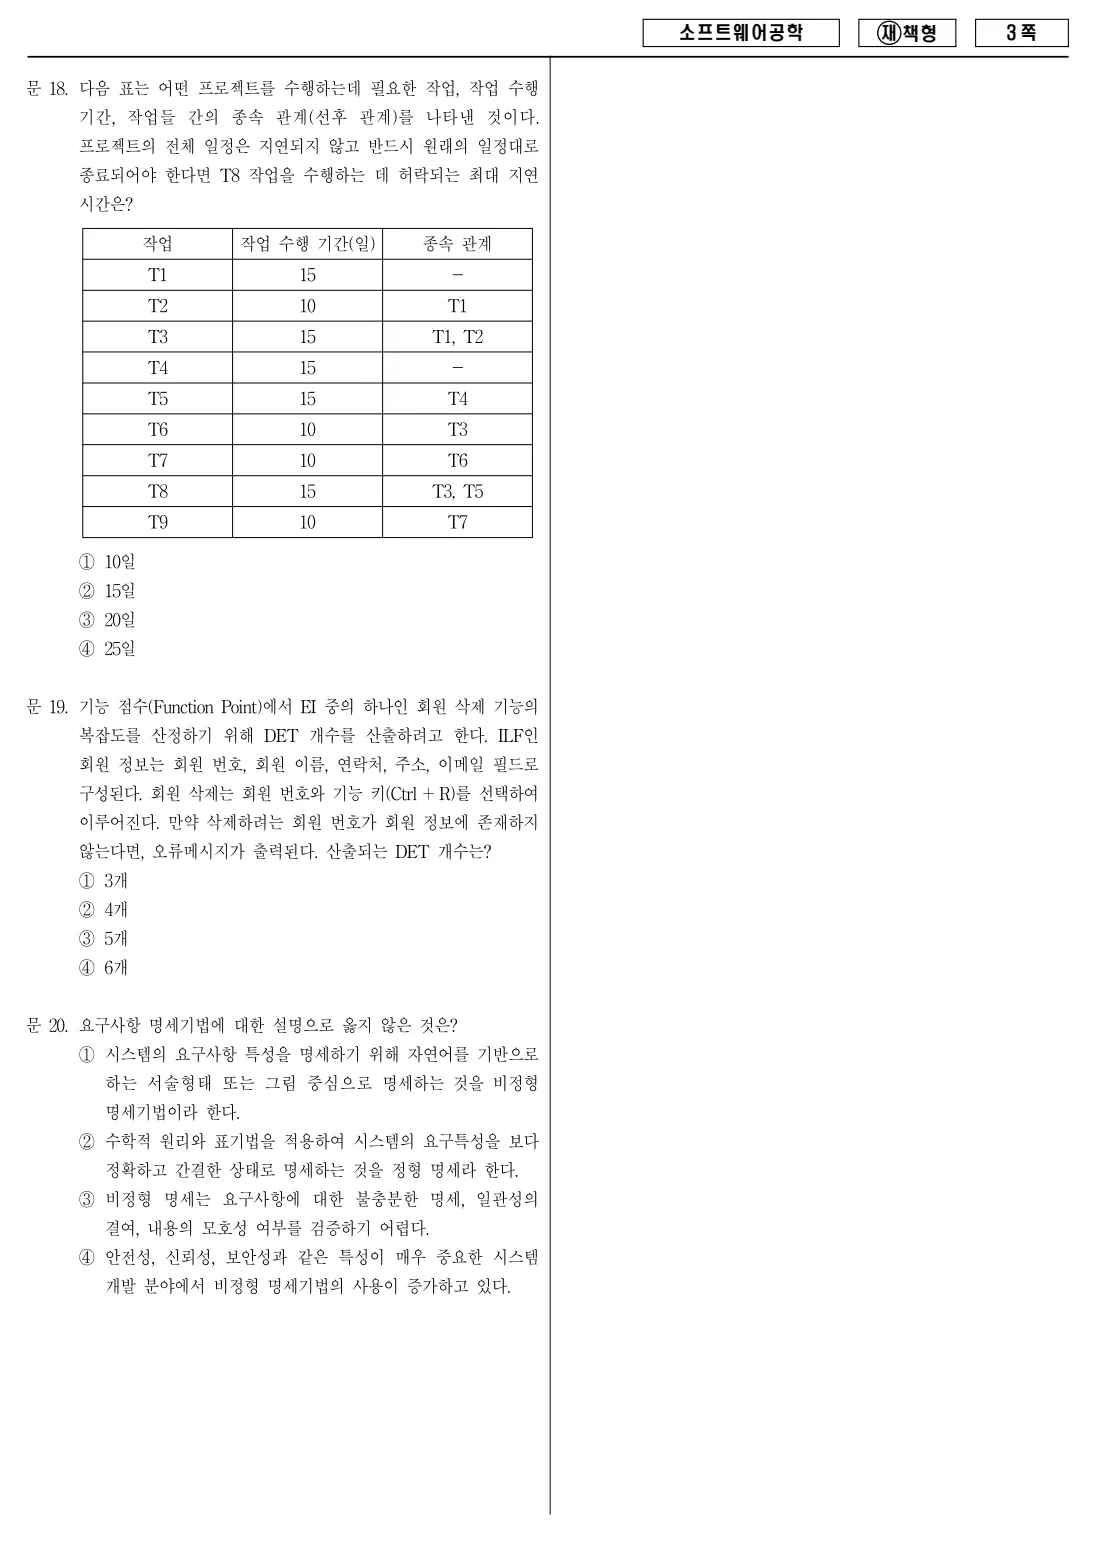 소프트웨어공학
재책형
3쪽
문 18. 다음 표는 어떤 프로젝트를 수행하는데 필요한 작업, 작업 수행
기간, 작업들 간의 종속 관계(선후 관계)를 나타낸 것이다.
프로젝트의 전체 일정은 지연되지 않고 반드시 원래의 일정대로
종료되어야 한다면 T8 작업을 수행하는 데 허락되는 최대 지연
시간은?
작업 작업 수행 기간(일) 종속 관계
T1 15 −
T2 10 T1
T3 15 T1, T2
T4 15 −
T5 15 T4
T6 10 T3
T7 10 T6
T8 15 T3, T5
T9 10 T7
① 10일
② 15일
③ 20일
④ 25일
문 19. 기능 점수(Function Point)에서 EI 중의 하나인 회원 삭제 기능의
복잡도를 산정하기 위해 DET 개수를 산출하려고 한다. ILF인
회원 정보는 회원 번호, 회원 이름, 연락처, 주소, 이메일 필드로
구성된다. 회원 삭제는 회원 번호와 기능 키(Ctrl + R)를 선택하여
이루어진다. 만약 삭제하려는 회원 번호가 회원 정보에 존재하지
않는다면, 오류메시지가 출력된다. 산출되는 DET 개수는?
① 3개
② 4개
③ 5개
④ 6개
문 20. 요구사항 명세기법에 대한 설명으로 옳지 않은 것은?
① 시스템의 요구사항 특성을 명세하기 위해 자연어를 기반으로
하는 서술형태 또는 그림 중심으로 명세하는 것을 비정형
명세기법이라 한다.
② 수학적 원리와 표기법을 적용하여 시스템의 요구특성을 보다
정확하고 간결한 상태로 명세하는 것을 정형 명세라 한다.
③ 비정형 명세는 요구사항에 대한 불충분한 명세, 일관성의
결여, 내용의 모호성 여부를 검증하기 어렵다.
④ 안전성, 신뢰성, 보안성과 같은 특성이 매우 중요한 시스템
개발 분야에서 비정형 명세기법의 사용이 증가하고 있다.